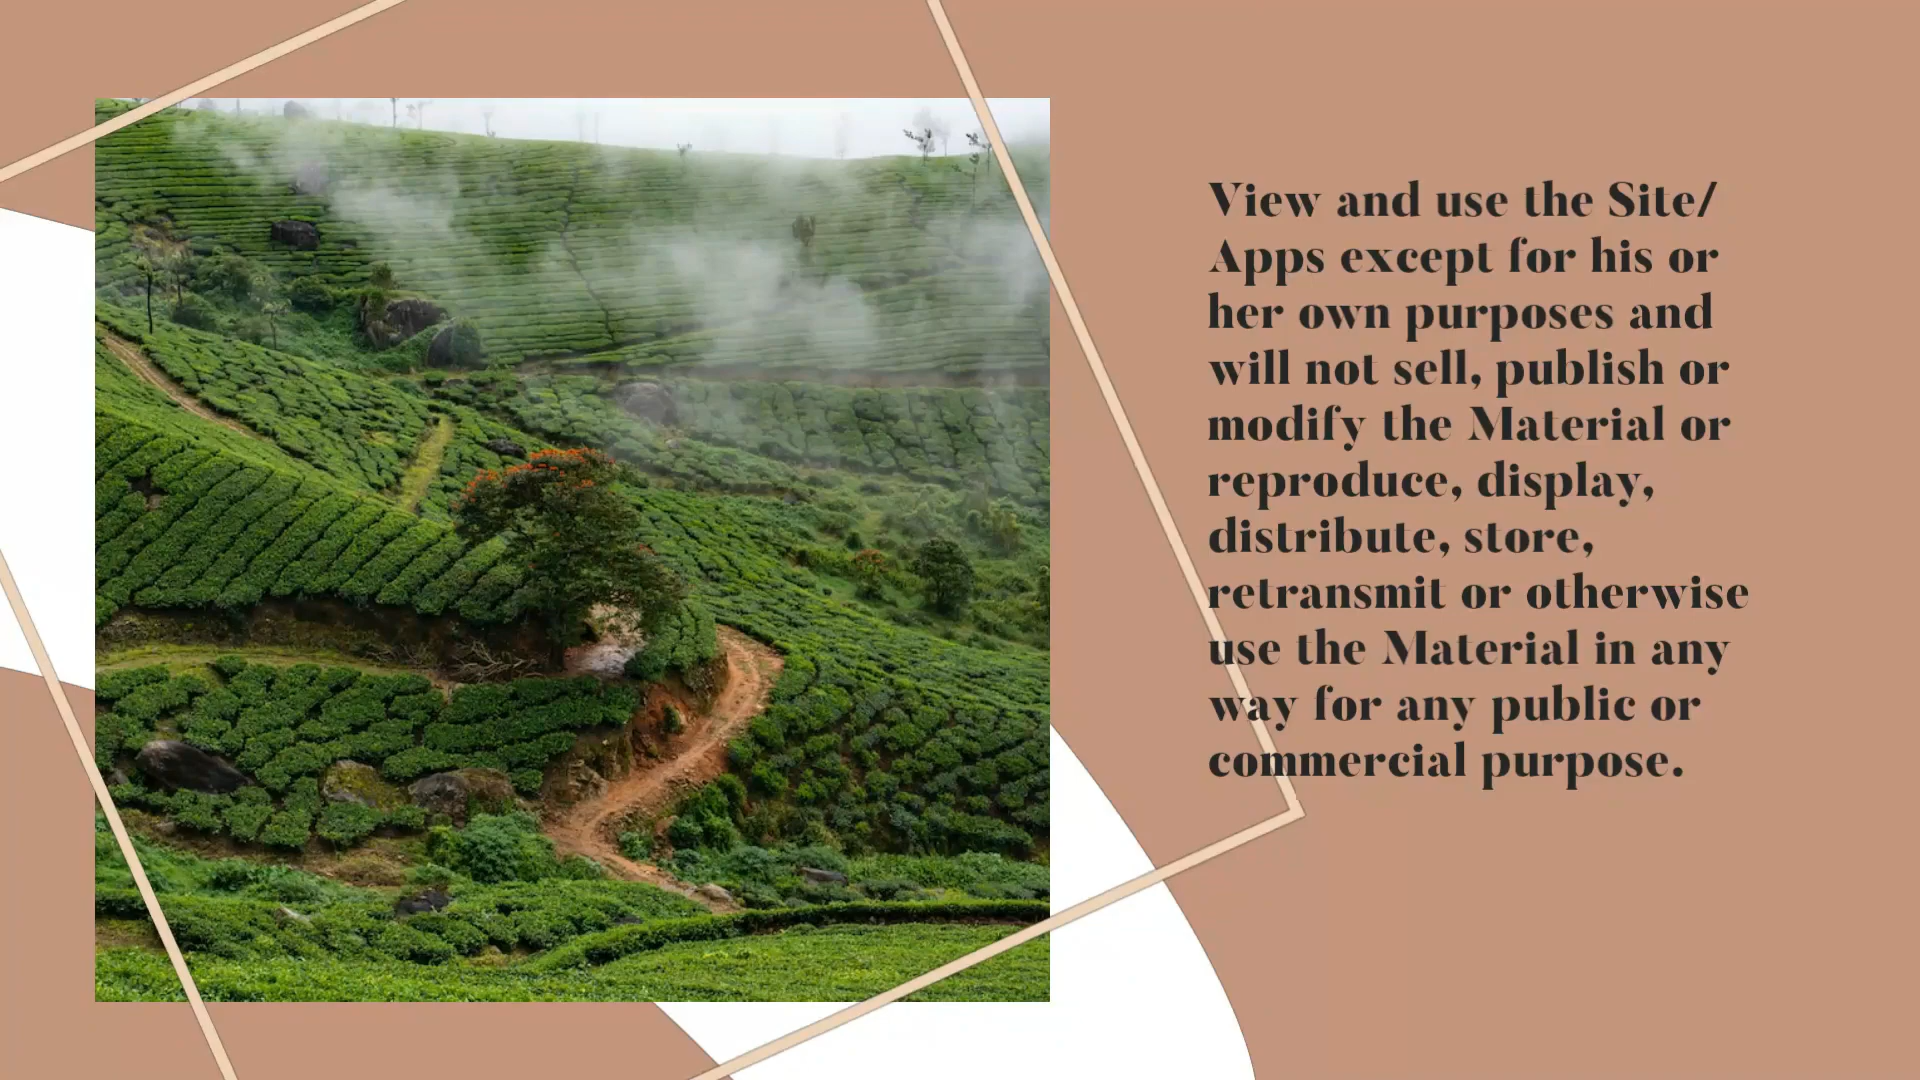 View and use the Site/
Apps except for his or
her own purposes and
will not sell, publish or
modify the Material or
reproduce, display,
distribute, store,
retransmit or otherwise
use the Material in any
way for any public or
commercial purpose.